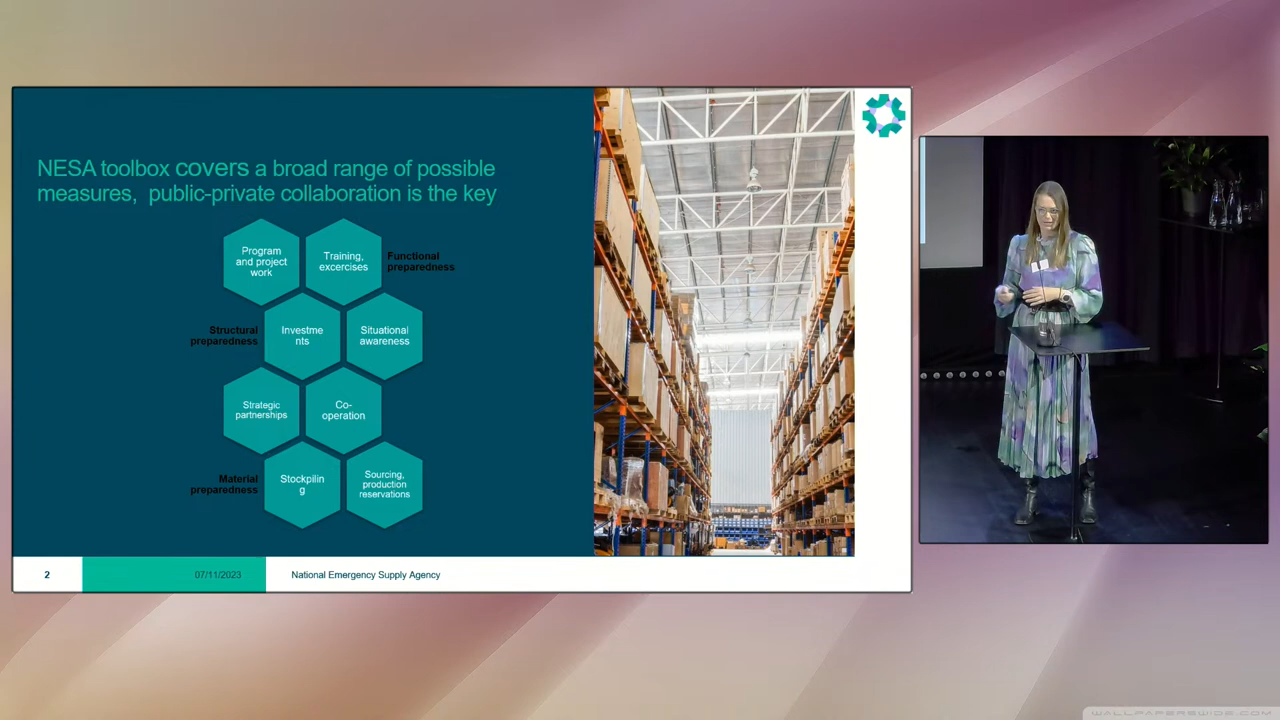 NESA toolbox covers a broad range of possible
measures,  public-private collaboration is the key
Program
and project
work
Training,
excercises
Functional
preparedness
Structural
preparedness
Investme
nts
Situational
awareness
Strategic
partnerships
Co-
operation
Material
preparedness
Stockpilin
g
Sourcing,
production
reservations
2
07/11/2023
National Emergency Supply Agency
WALLPAPERSWIDE.COM